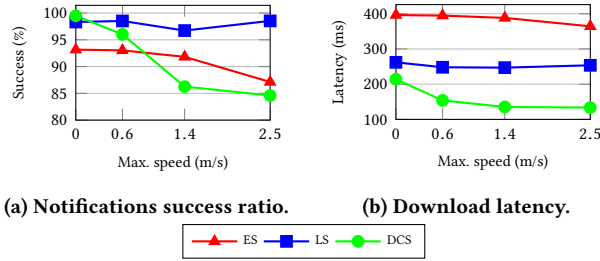 Success (%)
100
95
90
85
80
0 0.6 1.4 2.5
Max. speed (m/s)
(a) Notifications success ratio.
Latency (ms)
400
300
200
100
0 0.6 1.4 2.5
Max. speed (m/s)
(b) Download latency.
ES LS DCS